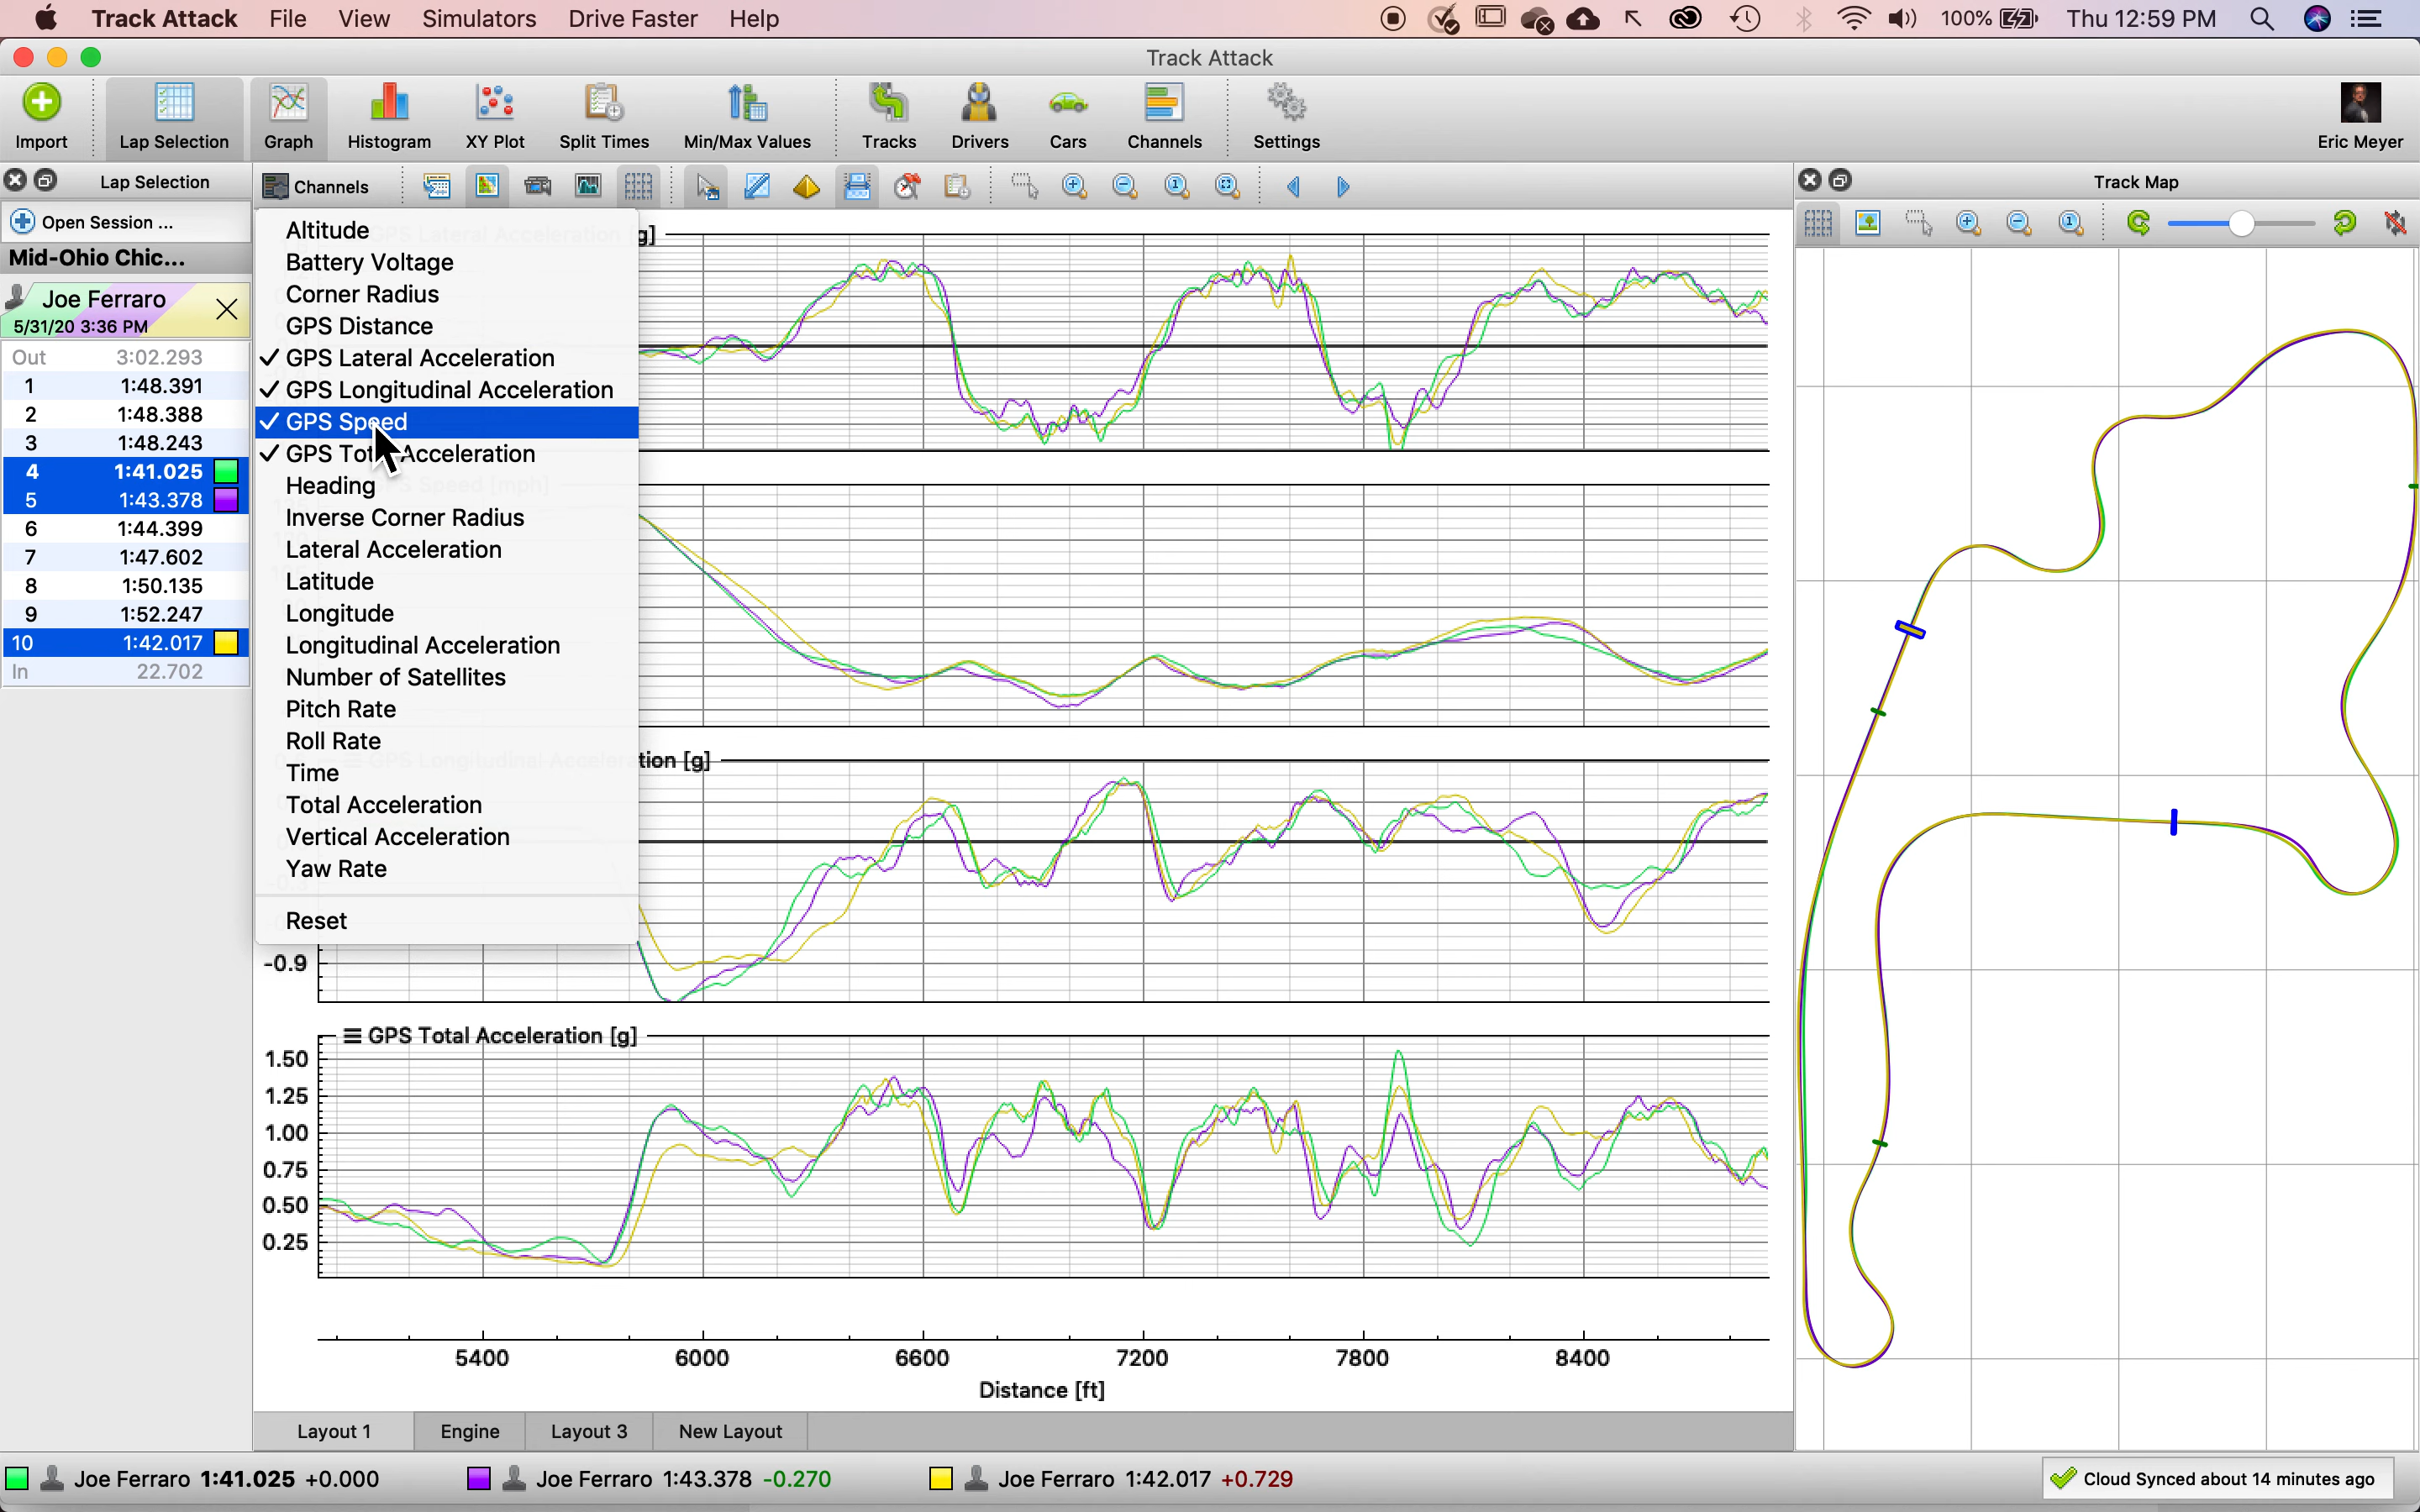 Track Attack File View Simulators Drive Faster Help 100% Thu 12:59 PM
Track Attack
Import Lap Selection Graph Histogram XY Plot Split Times Min/Max Values Tracks Drivers Cars Channels Settings Eric Meyer
Lap Selection
Open Session ...
Mid-Ohio Chic...
Joe Ferraro
5/31/20 3:36 PM
Out 3:02.293
1 1:48.391
2 1:48.388
3 1:48.243
4 1:41.025
5 1:43.378
6 1:44.399
7 1:47.602
8 1:50.135
9 1:52.247
10 1:42.017
In 22.702
Channels
Altitude
Battery Voltage
Corner Radius
GPS Distance
GPS Lateral Acceleration
GPS Longitudinal Acceleration
GPS Speed
GPS Total Acceleration
Heading
Inverse Corner Radius
Lateral Acceleration
Latitude
Longitude
Longitudinal Acceleration
Number of Satellites
Pitch Rate
Roll Rate
Time
Total Acceleration
Vertical Acceleration
Yaw Rate
Reset
GPS Lateral Acceleration [g]
GPS Speed [mph]
GPS Longitudinal Acceleration [g]
-0.9
GPS Total Acceleration [g]
1.50
1.25
1.00
0.75
0.50
0.25
5400 6000 6600 7200 7800 8400
Distance [ft]
Layout 1 Engine Layout 3 New Layout
Track Map
Joe Ferraro 1:41.025 +0.000 Joe Ferraro 1:43.378 -0.270 Joe Ferraro 1:42.017 +0.729
Cloud Synced about 14 minutes ago